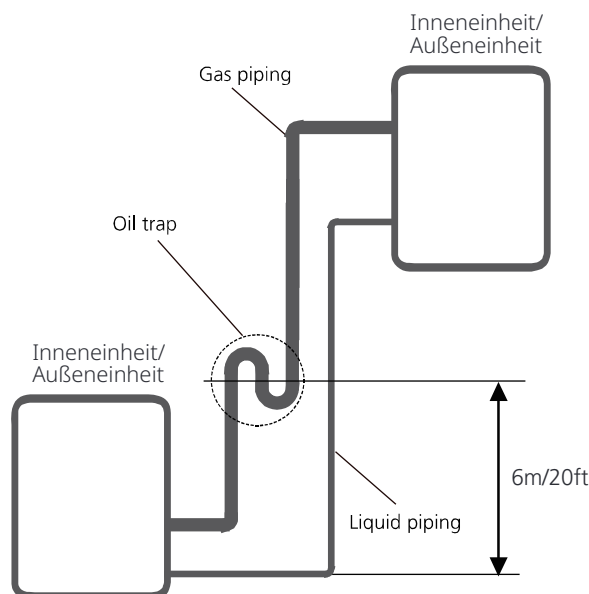 Inneneinheit/
Außeneinheit
Gas piping
Oil trap
Inneneinheit/
Außeneinheit
6m/20ft
Liquid piping